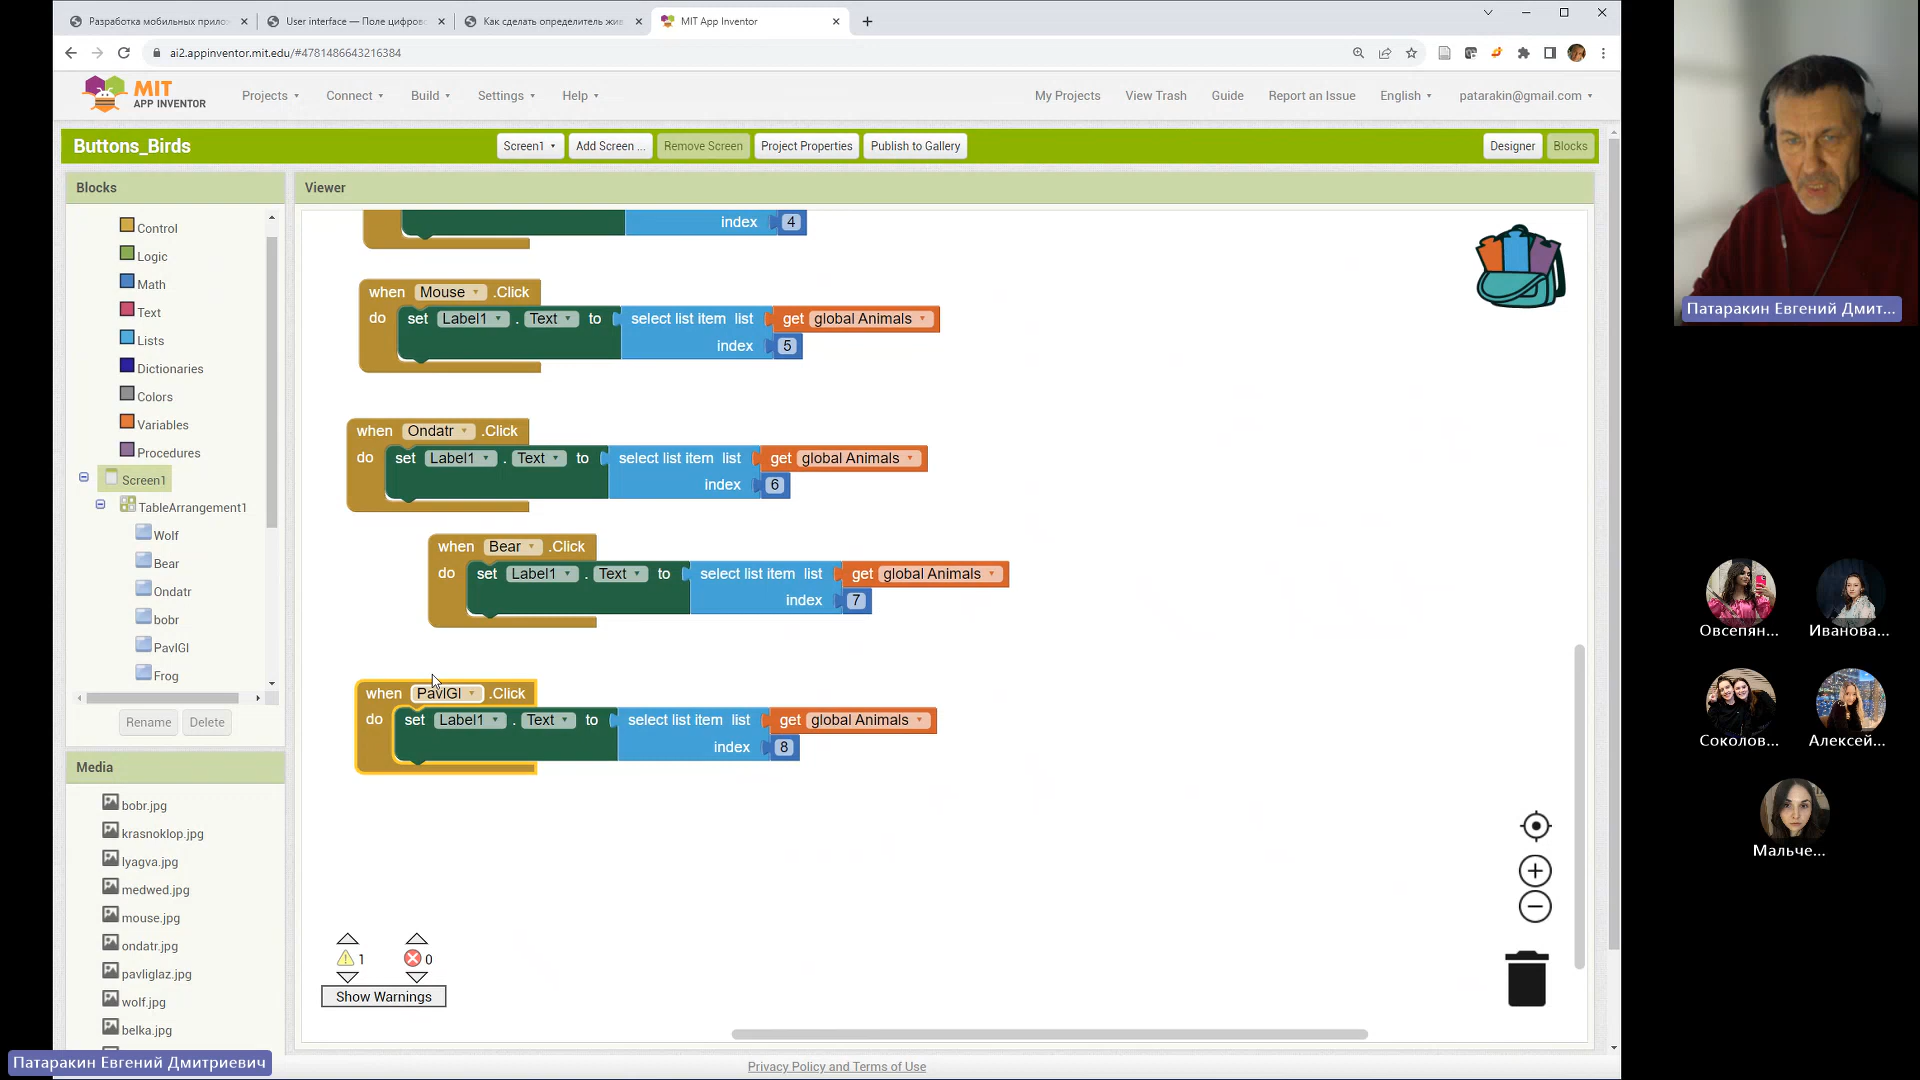 Разработка мобильных прило
User interface — Поле цифров
Как сделать определитель жив
MIT App Inventor
ai2.appinventor.mit.edu/#4781486643216384
MIT
APP INVENTOR
Projects
Connect
Build
Settings
Help
My Projects
View Trash
Guide
Report an Issue
English
patarakin@gmail.com
Buttons_Birds
Screen1
Add Screen ...
Remove Screen
Project Properties
Publish to Gallery
Designer
Blocks
Blocks
Control
Logic
Math
Text
Lists
Dictionaries
Colors
Variables
Procedures
Screen1
TableArrangement1
Wolf
Bear
Ondatr
bobr
PavlGl
Frog
Rename
Delete
Media
bobr.jpg
krasnoklop.jpg
lyagva.jpg
medwed.jpg
mouse.jpg
ondatr.jpg
pavliglaz.jpg
wolf.jpg
belka.jpg
Viewer
index 4
when Mouse .Click
do set Label1 . Text to select list item list get global Animals
index 5
when Ondatr .Click
do set Label1 . Text to select list item list get global Animals
index 6
when Bear .Click
do set Label1 . Text to select list item list get global Animals
index 7
when PavlGl .Click
do set Label1 . Text to select list item list get global Animals
index 8
1
0
Show Warnings
Privacy Policy and Terms of Use
Патаракин Евгений Дмит...
Овсепян...
Иванова...
Соколов...
Алексей...
Мальче...
Патаракин Евгений Дмитриевич